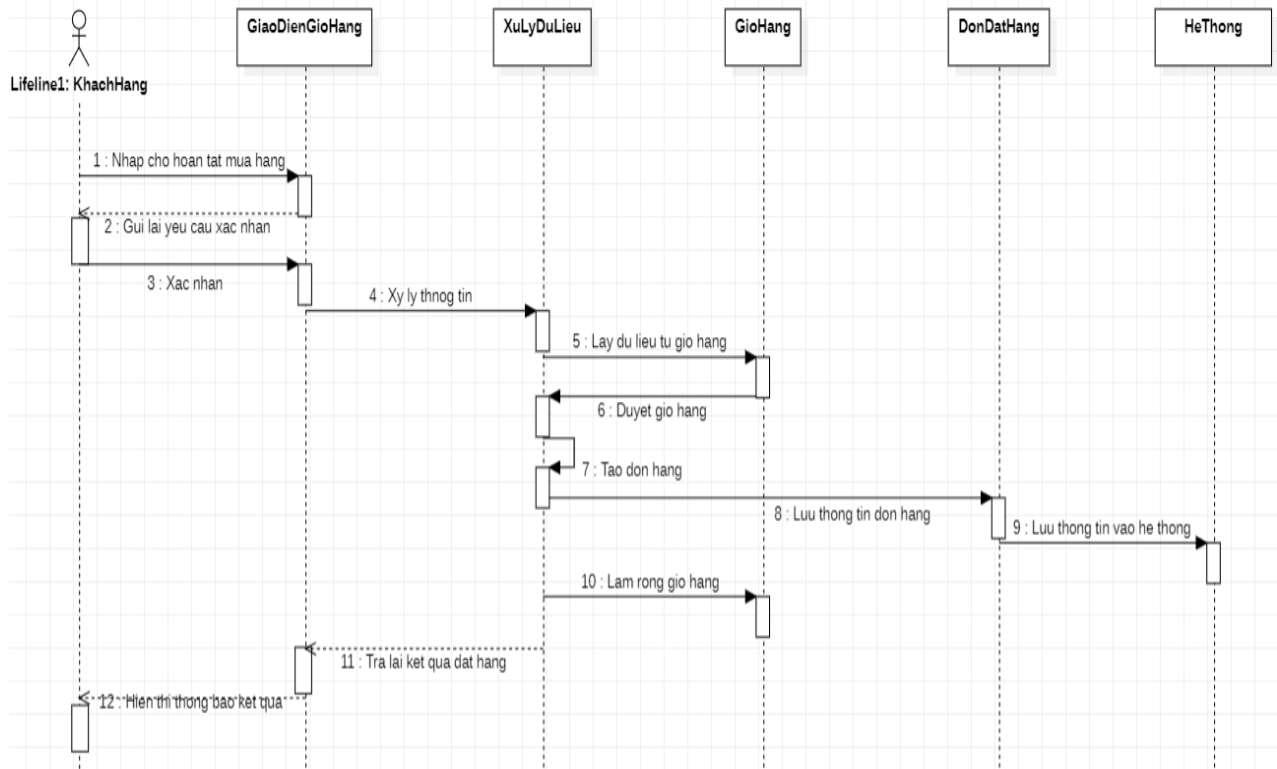 GiaoDienGioHang
XuLyDuLieu
GioHang
DonDatHang
HeThong
Lifeline1: KhachHang
1 : Nhap cho hoan tat mua hang
2 : Gui lai yeu cau xac nhan
3 : Xac nhan
4 : Xy ly thnog tin
5 : Lay du lieu tu gio hang
6 : Duyet gio hang
7 : Tao don hang
8 : Luu thong tin don hang
9 : Luu thong tin vao he thong
10 : Lam rong gio hang
11 : Tra lai ket qua dat hang
12 : Hien thi thong bao ket qua